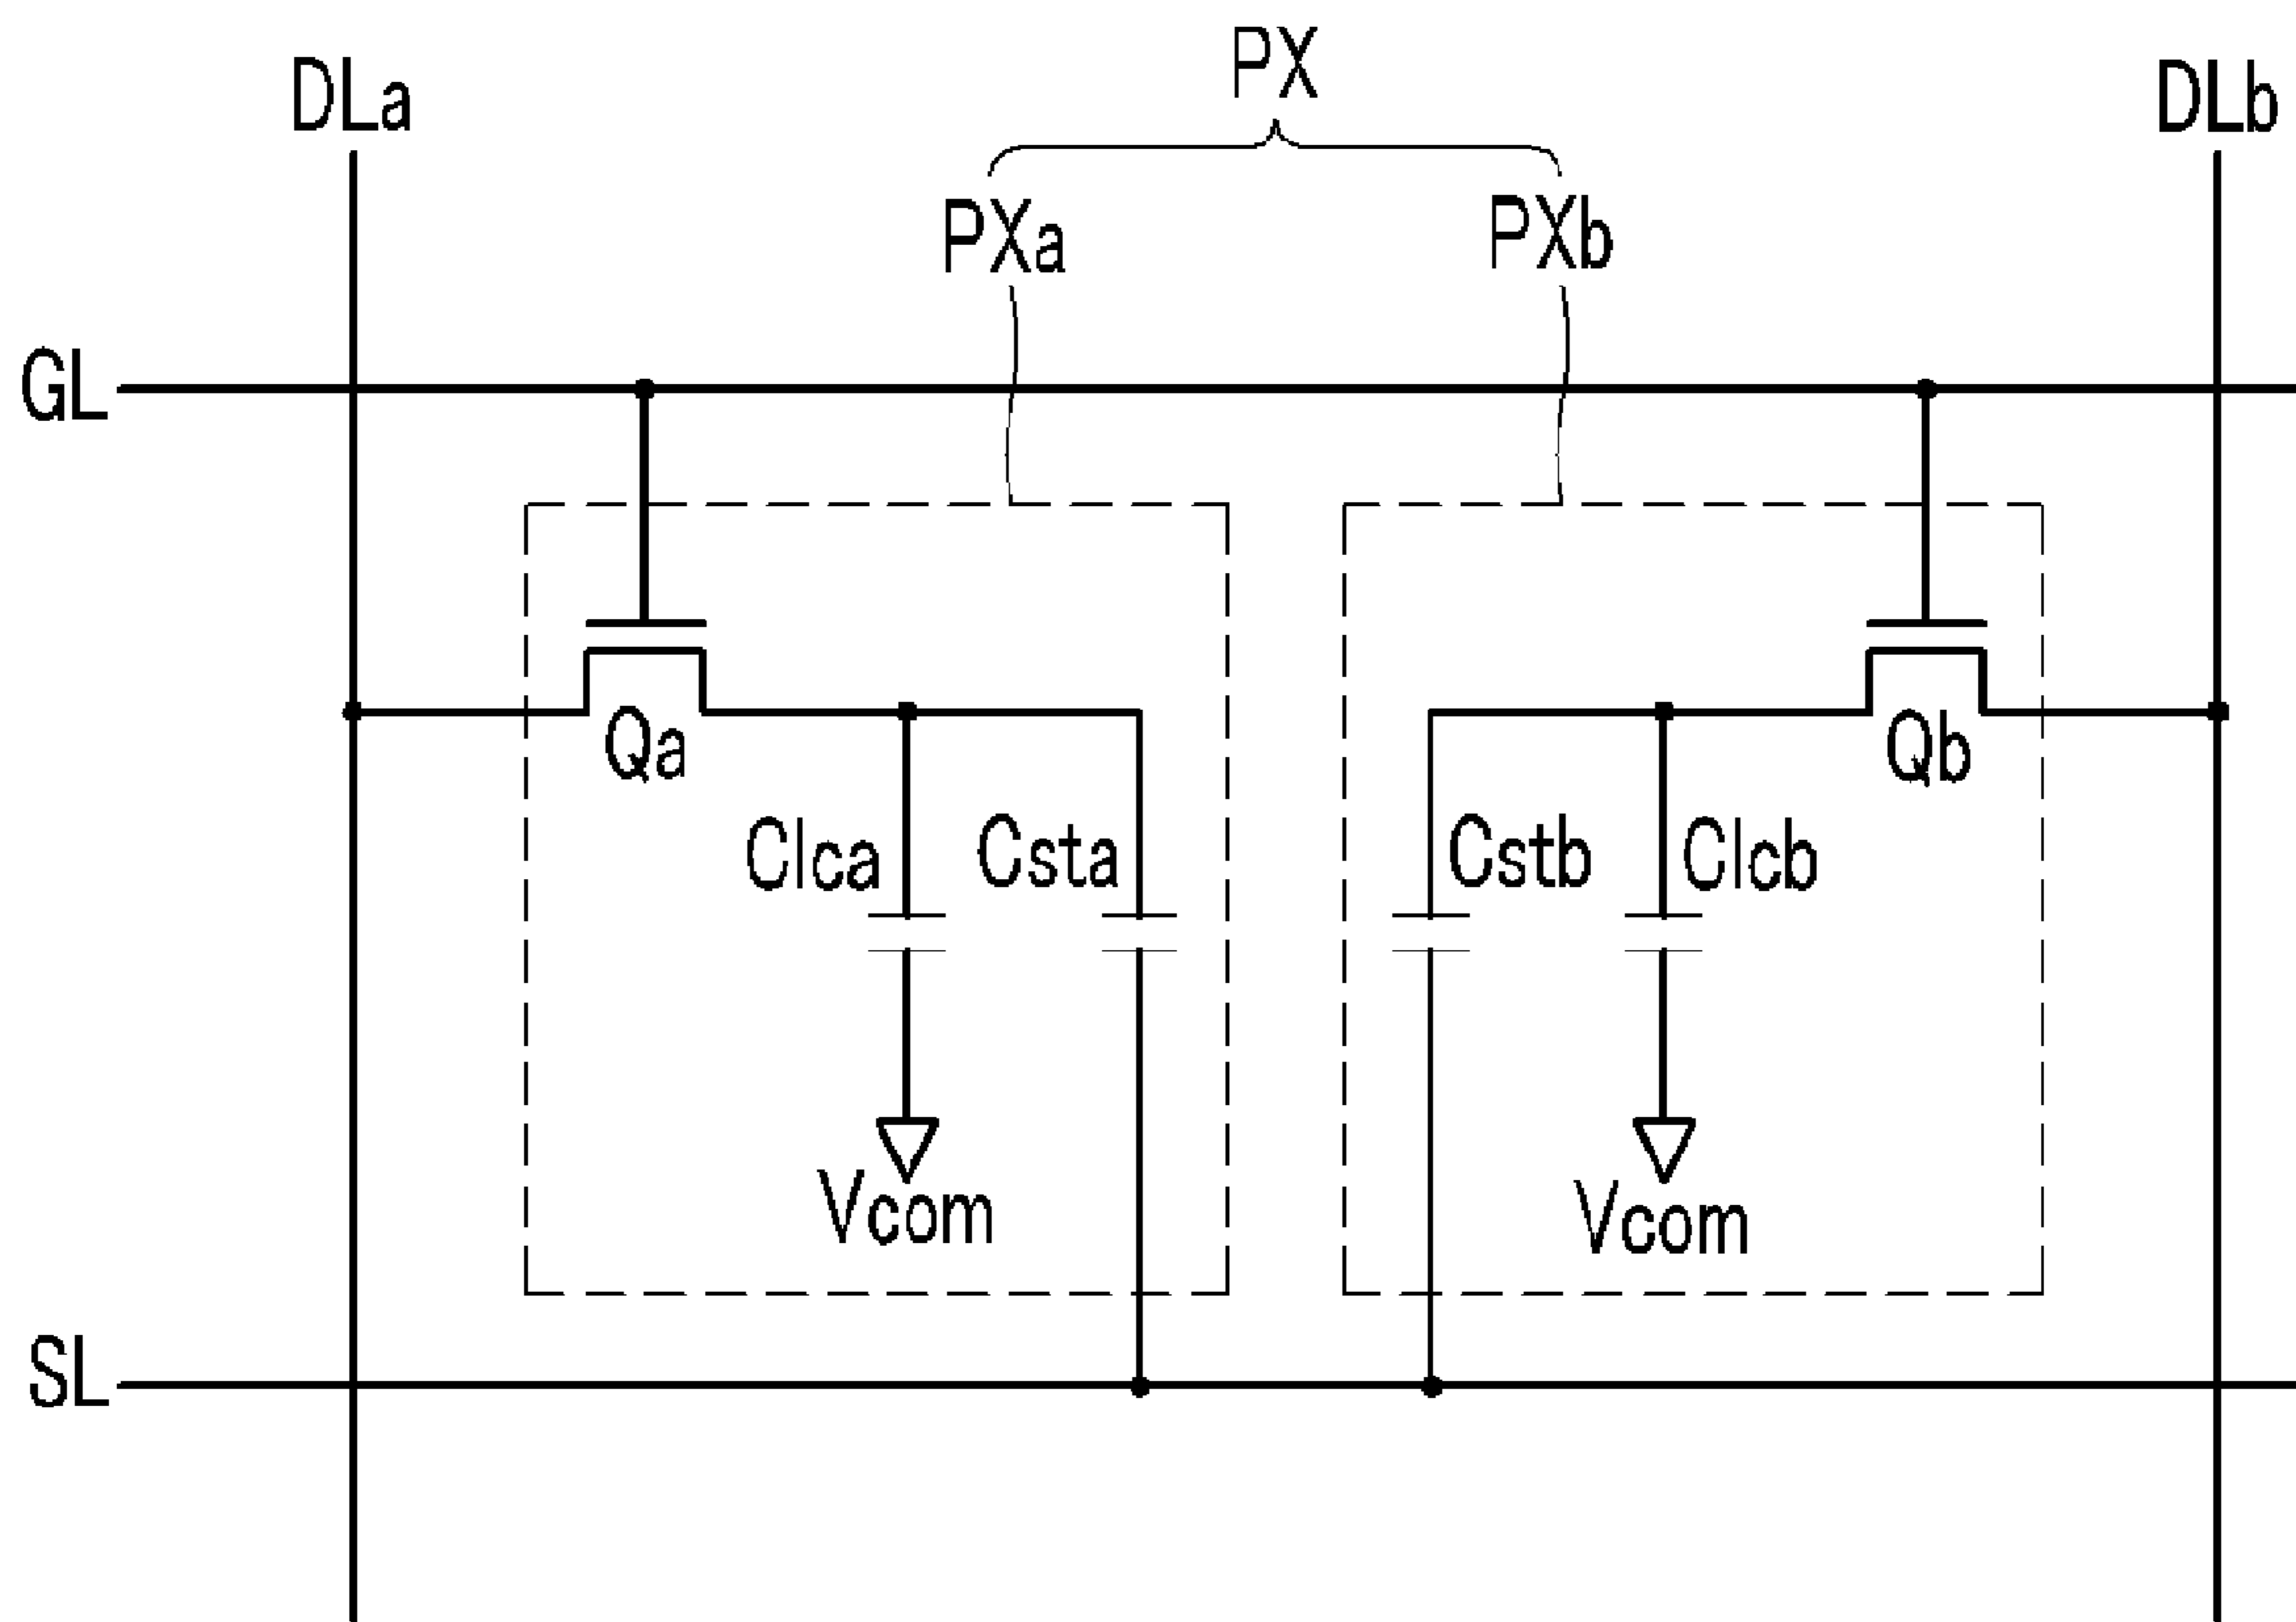 PX
DLa
DLb
PXa
PXb
GL
Qa
Qb
Clca
Csta
Cstb
Clcb
Vcom
Vcom
SL